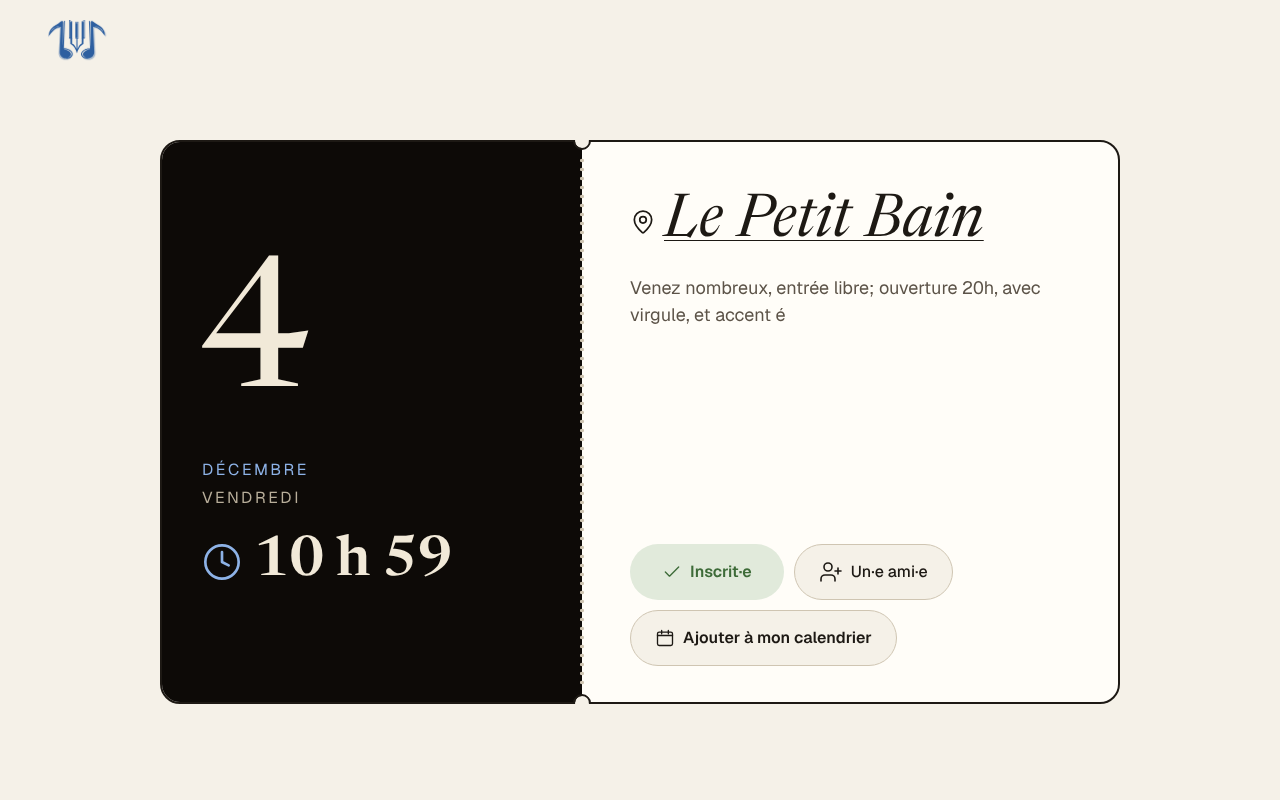 4
DÉCEMBRE
VENDREDI
10 h 59
Le Petit Bain
Venez nombreux, entrée libre; ouverture 20h, avec
virgule, et accent é
Inscrit·e
Un·e ami·e
Ajouter à mon calendrier